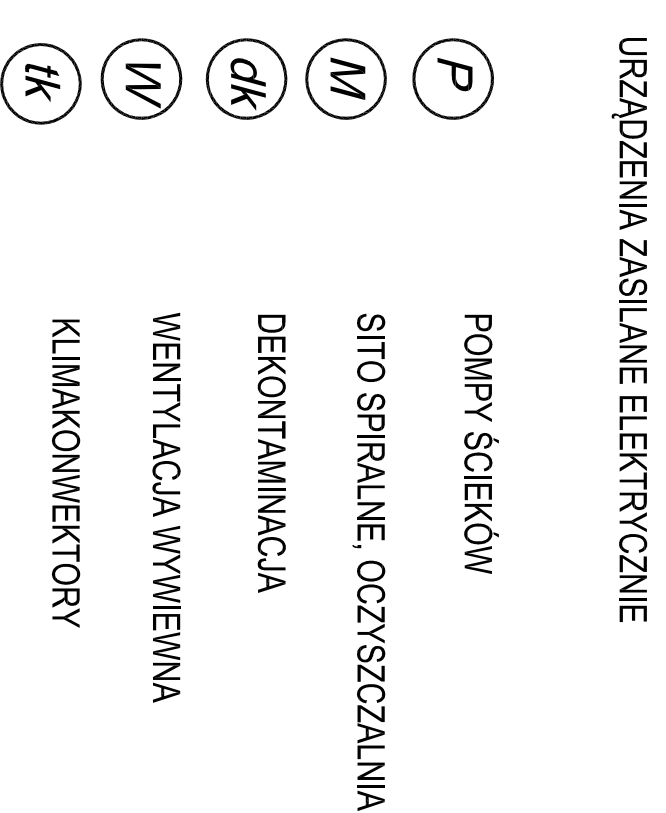 URZĄDZENIA ZASILANE ELEKTRYCZNIE
P POMPY ŚCIEKÓW
M SITO SPIRALNE, OCZYSZCZALNIA
dk DEKONTAMINACJA
W WENTYLACJA WYWIEWNA
tk KLIMAKONWEKTORY